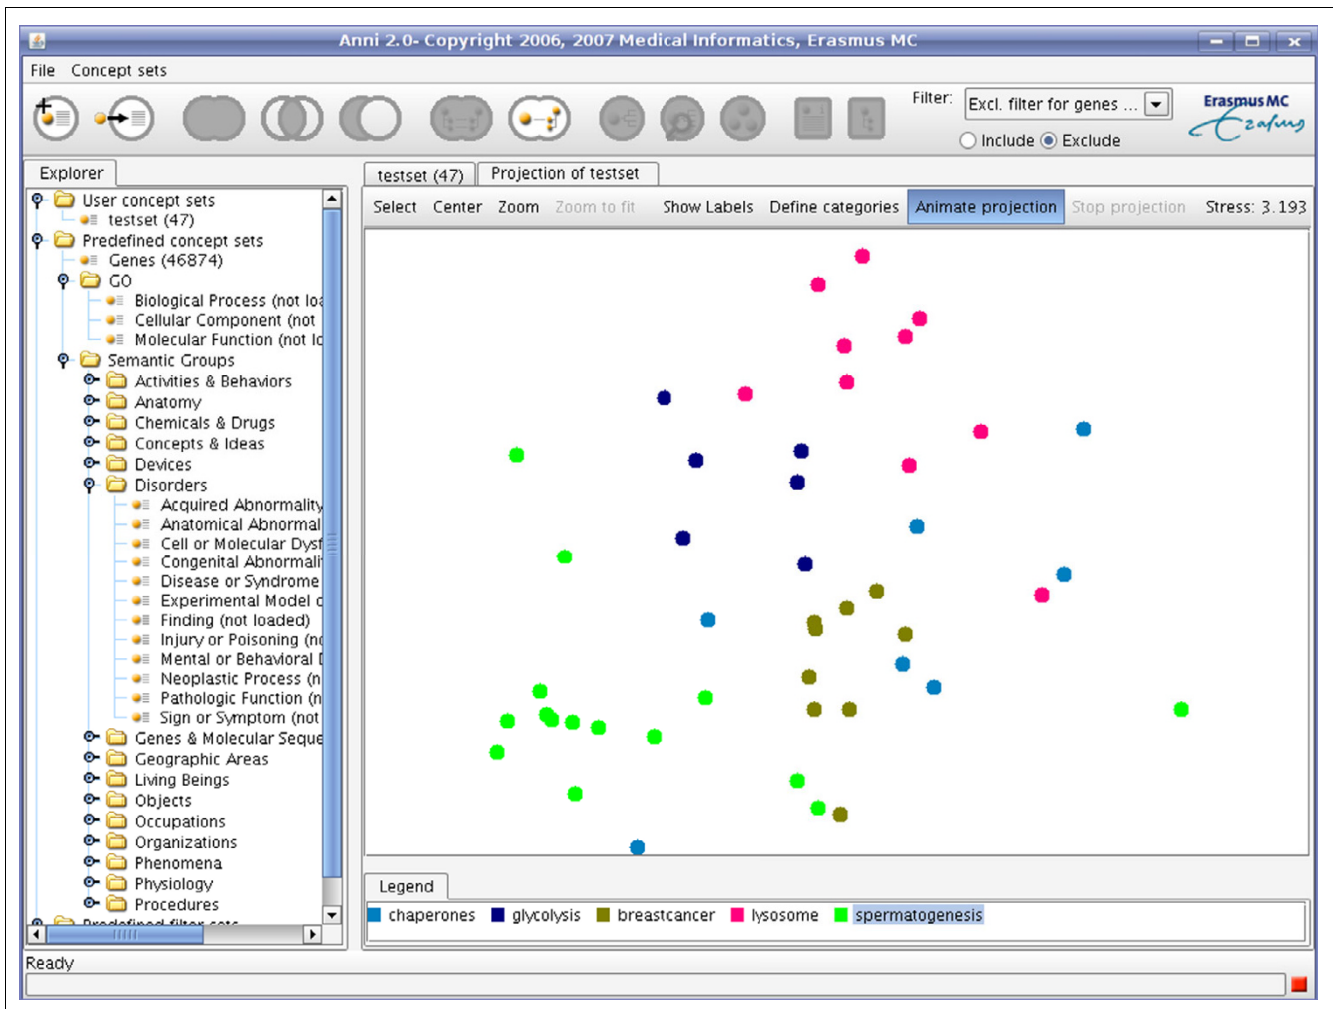 Anni 2.0- Copyright 2006, 2007 Medical Informatics, Erasmus MC
File Concept sets
Filter: Excl. filter for genes ...
Include Exclude
Erasmus MC
Erasmus
Explorer
User concept sets
testset (47)
Predefined concept sets
Genes (46874)
GO
Biological Process (not loa
Cellular Component (not
Molecular Function (not lo
Semantic Groups
Activities & Behaviors
Anatomy
Chemicals & Drugs
Concepts & Ideas
Devices
Disorders
Acquired Abnormality
Anatomical Abnormal
Cell or Molecular Dysf
Congenital Abnormali
Disease or Syndrome
Experimental Model o
Finding (not loaded)
Injury or Poisoning (no
Mental or Behavioral D
Neoplastic Process (n
Pathologic Function (n
Sign or Symptom (not
Genes & Molecular Seque
Geographic Areas
Living Beings
Objects
Occupations
Organizations
Phenomena
Physiology
Procedures
Predefined filter sets
testset (47) Projection of testset
Select Center Zoom Zoom to fit Show Labels Define categories Animate projection Stop projection Stress: 3.193
Legend
chaperones glycolysis breastcancer lysosome spermatogenesis
Ready